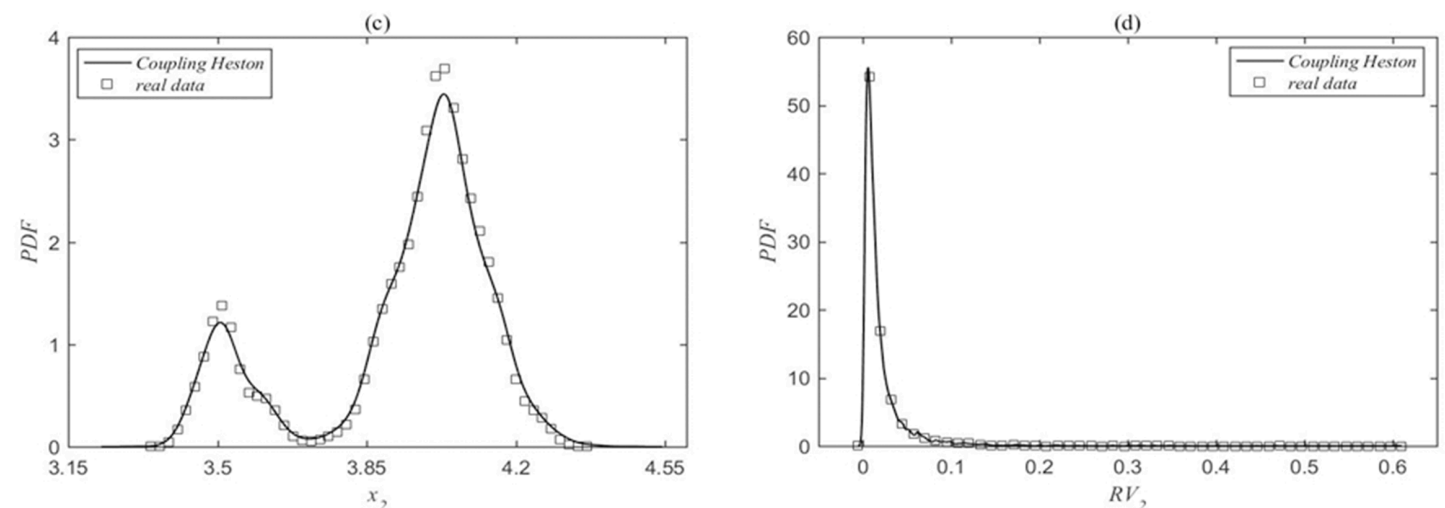 (c)
4
3
2
1
0
PDF
Coupling Heston
real data
3.15 3.5 3.85 4.2 4.55
x2
(d)
60
50
40
30
20
10
0
PDF
Coupling Heston
real data
0 0.1 0.2 0.3 0.4 0.5 0.6
RV2